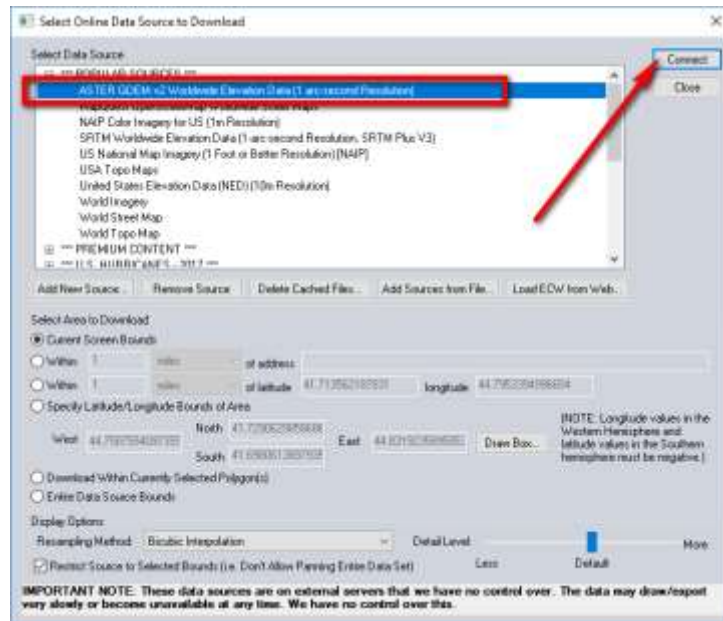 Select Online Data Source to Download
Select Data Source
*** POPULAR SOURCES ***
ASTER GDEM v2 Worldwide Elevation Data (1 arc-second Resolution)
NAIP Color Imagery for US (1m Resolution)
SRTM Worldwide Elevation Data (1-arc-second Resolution, SRTM Plus V3)
US National Map Imagery (1 Foot or Better Resolution) [NAIP]
USA Topo Maps
United States Elevation Data (NED) (10m Resolution)
World Imagery
World Street Map
World Topo Map
*** PREMIUM CONTENT ***
*** U.S. HURRICANES - 2017 ***
Connect
Close
Add New Source... Remove Source Delete Cached Files... Add Sources from File... Load ECW from Web...
Select Area to Download
Current Screen Bounds
Within 1 miles of address
Within 1 miles of latitude longitude
Specify Latitude/Longitude Bounds of Area
North
West East Draw Box...
South
(NOTE: Longitude values in the
Western Hemisphere and
latitude values in the Southern
hemisphere must be negative.)
Download Within Currently Selected Polygon(s)
Entire Data Source Bounds
Display Options
Resampling Method: Bicubic Interpolation Detail Level
Less Default More
Restrict Source to Selected Bounds (i.e. Don't Allow Panning Entire Data Set)
IMPORTANT NOTE: These data sources are on external servers that we have no control over. The data may draw/export
very slowly or become unavailable at any time. We have no control over this.